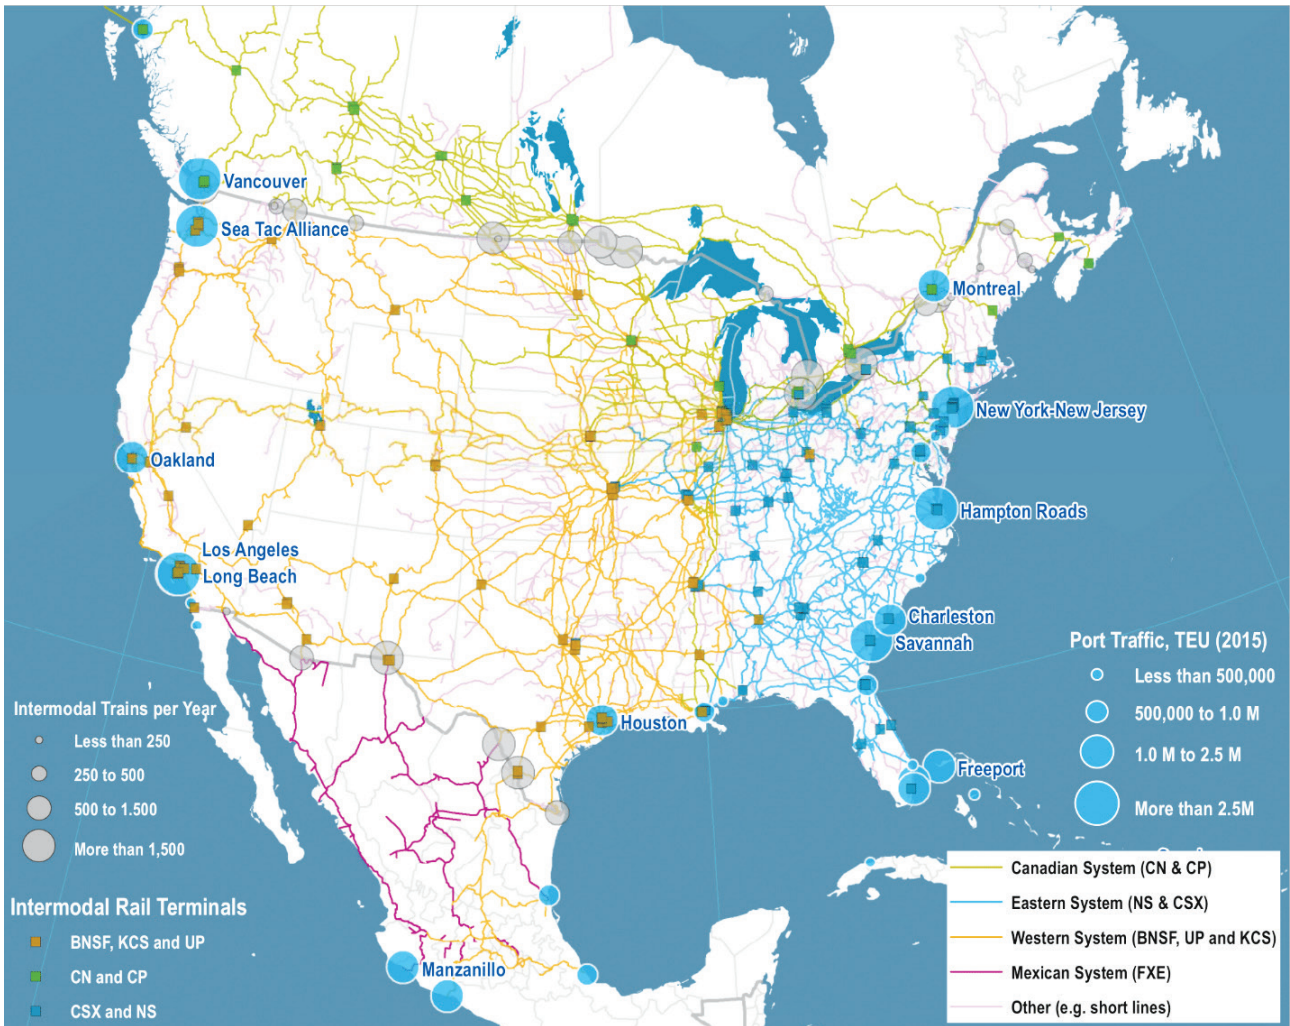 Vancouver
Sea Tac Alliance
Montreal
New York-New Jersey
Oakland
Hampton Roads
Los Angeles
Long Beach
Charleston
Savannah
Houston
Freeport
Manzanillo
Port Traffic, TEU (2015)
Less than 500,000
500,000 to 1.0 M
1.0 M to 2.5 M
More than 2.5M
Intermodal Trains per Year
Less than 250
250 to 500
500 to 1.500
More than 1,500
Intermodal Rail Terminals
BNSF, KCS and UP
CN and CP
CSX and NS
Canadian System (CN & CP)
Eastern System (NS & CSX)
Western System (BNSF, UP and KCS)
Mexican System (FXE)
Other (e.g. short lines)